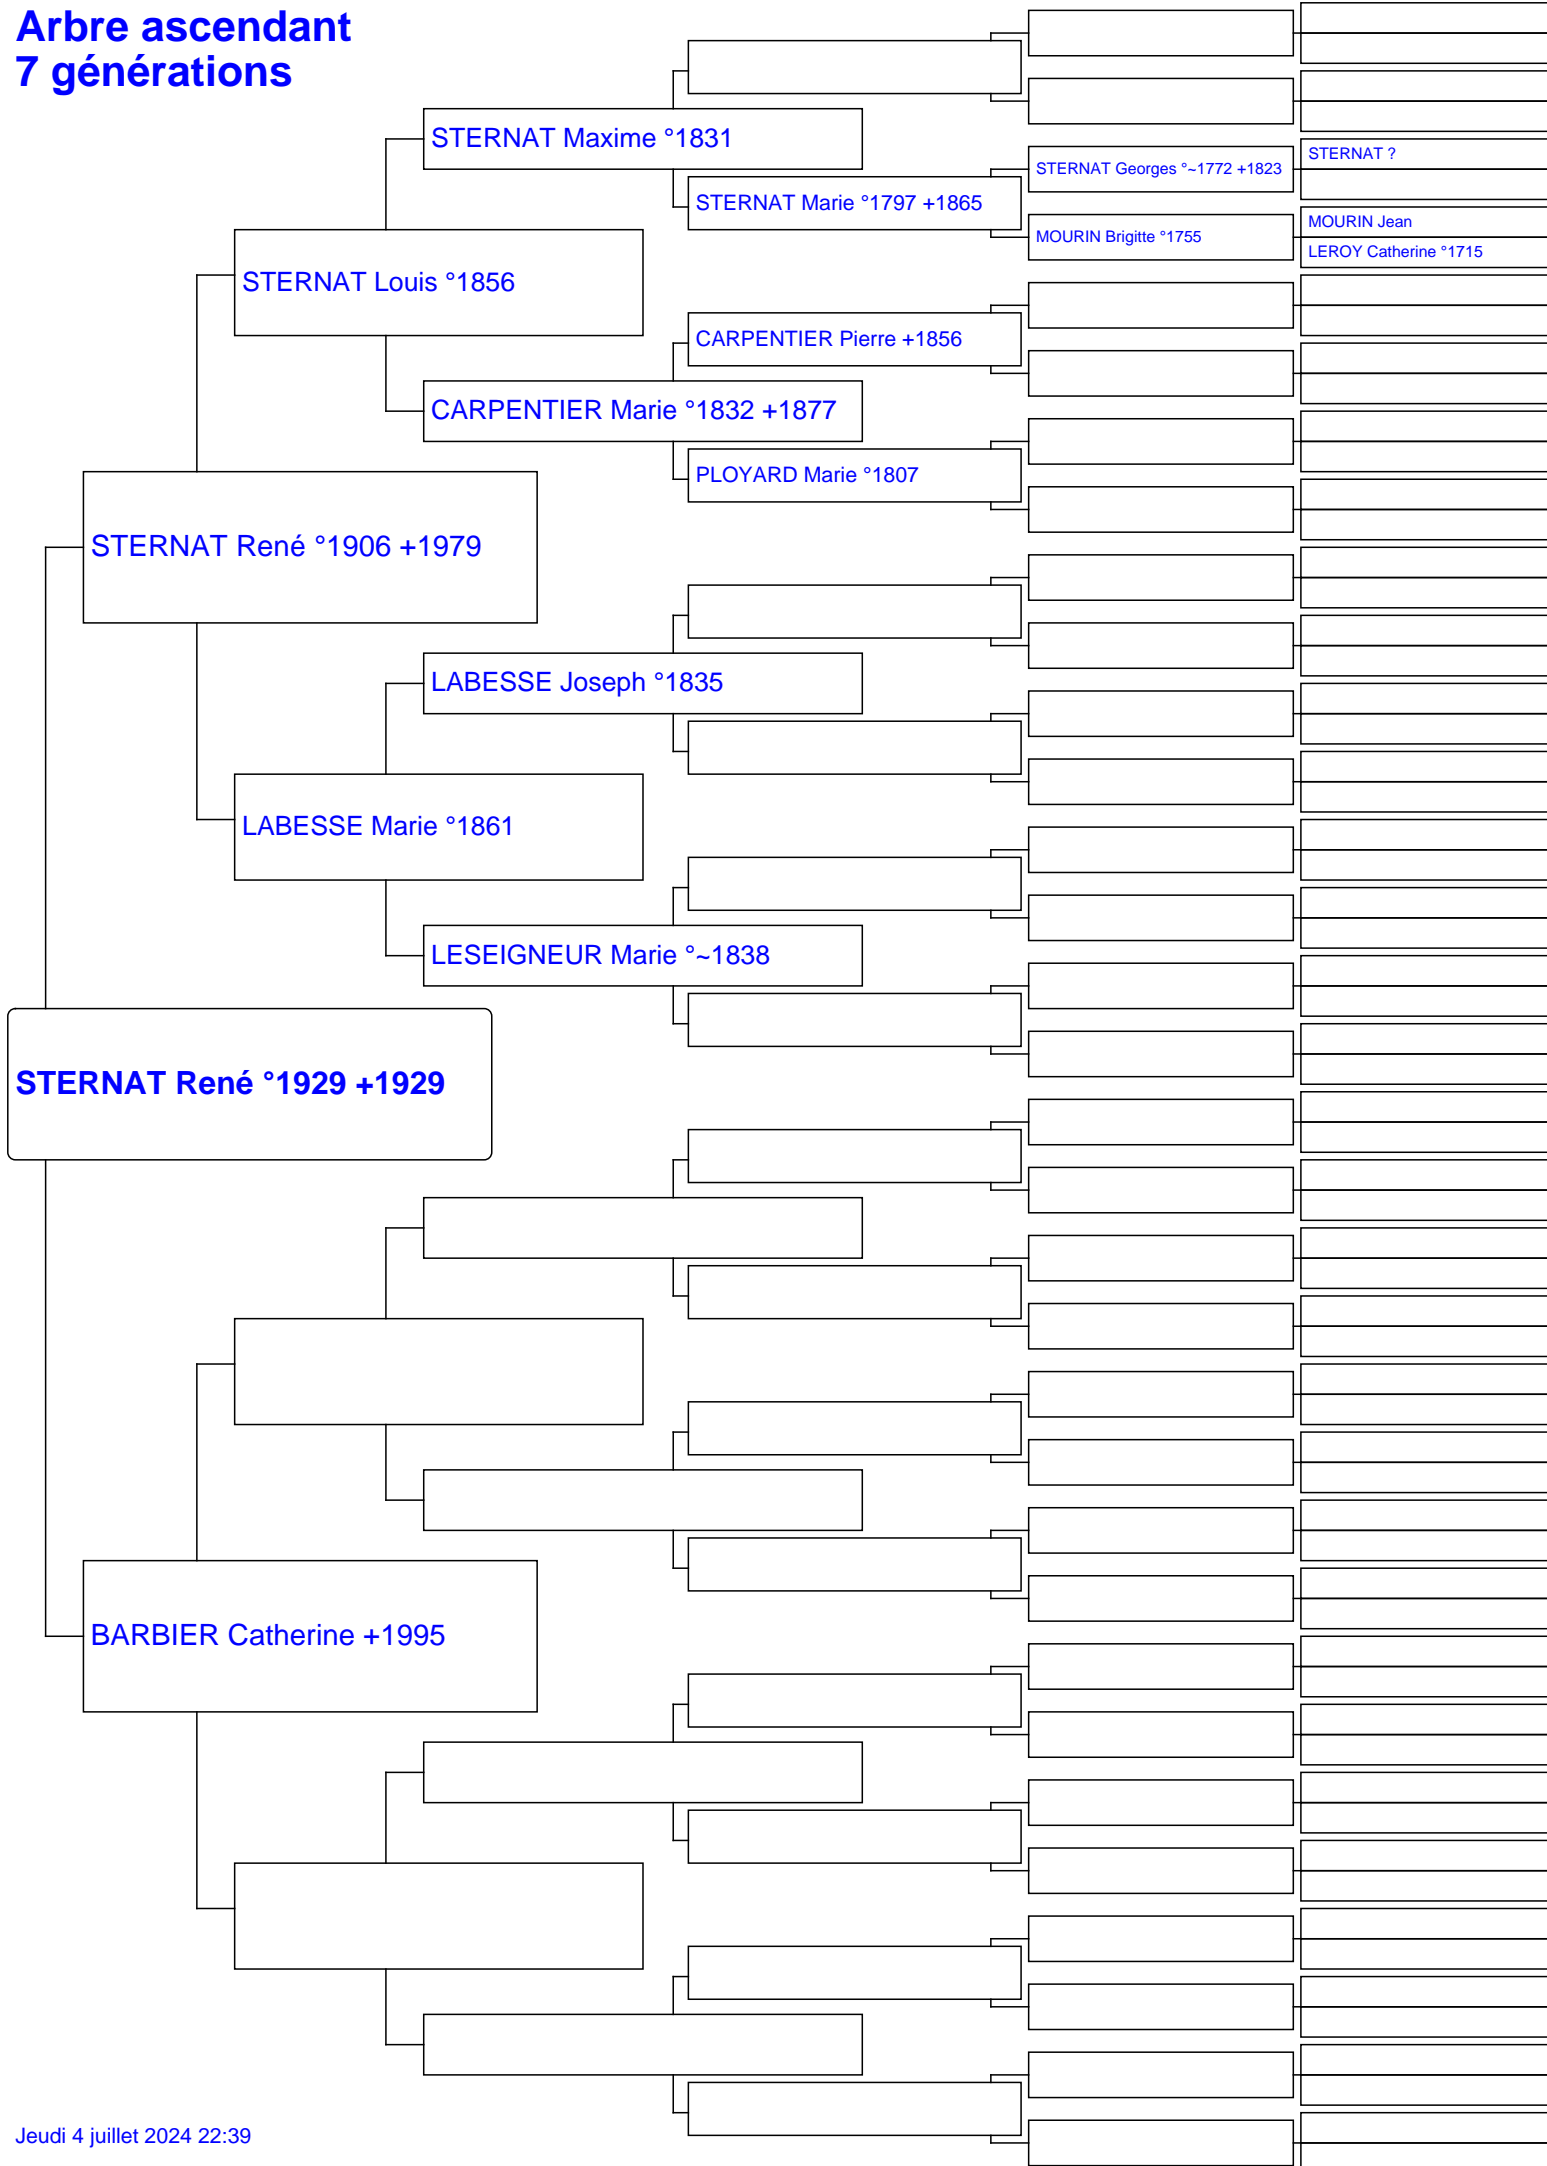 Arbre ascendant
7 générations
STERNAT Maxime °1831
STERNAT ?
STERNAT Georges °~1772 +1823
STERNAT Marie °1797 +1865
MOURIN Jean
MOURIN Brigitte °1755
LEROY Catherine °1715
STERNAT Louis °1856
CARPENTIER Pierre +1856
CARPENTIER Marie °1832 +1877
PLOYARD Marie °1807
STERNAT René °1906 +1979
LABESSE Joseph °1835
LABESSE Marie °1861
LESEIGNEUR Marie °~1838
STERNAT René °1929 +1929
BARBIER Catherine +1995
Jeudi 4 juillet 2024 22:39